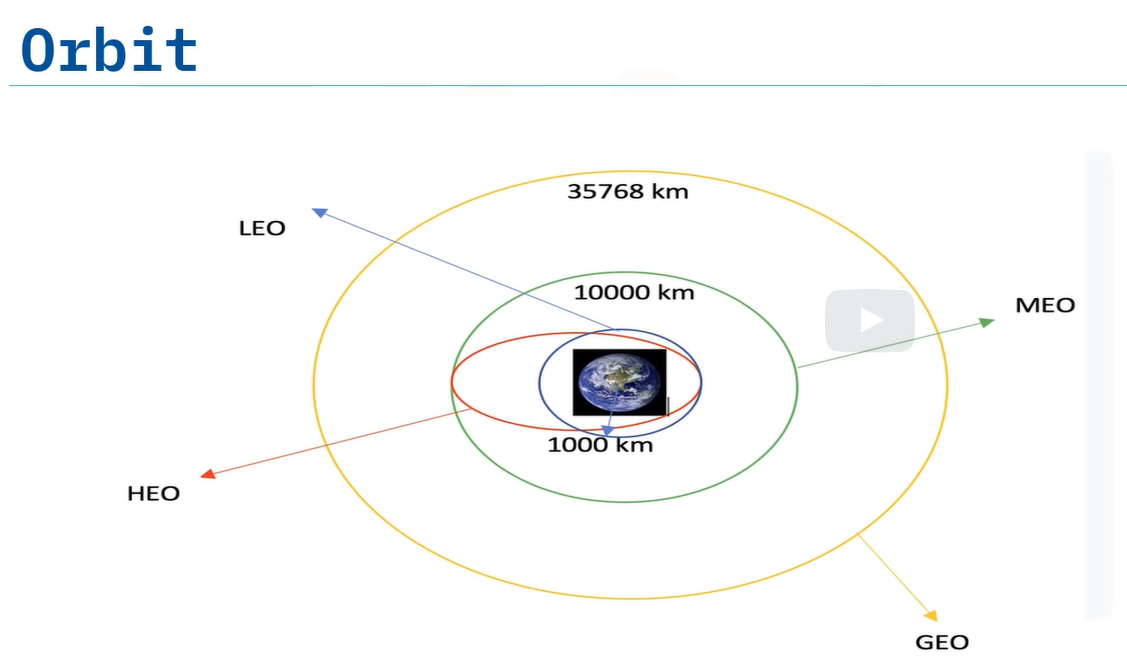 Orbit
35768 km
LEO
10000 km
MEO
1000 km
HEO
GEO